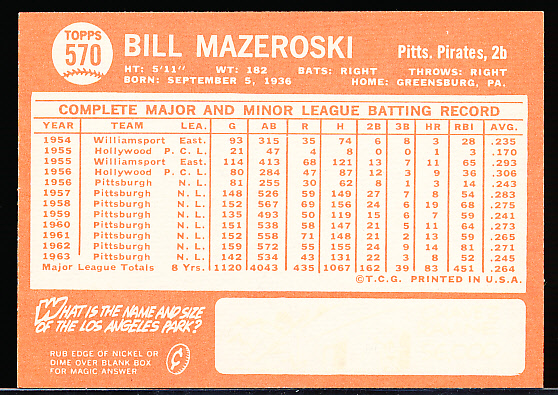 TOPPS
570
BILL MAZEROSKI
Pitts. Pirates, 2b
HT: 5'11" WT: 182 BATS: RIGHT THROWS: RIGHT
BORN: SEPTEMBER 5, 1936 HOME: GREENSBURG, PA.
COMPLETE MAJOR AND MINOR LEAGUE BATTING RECORD
YEAR TEAM LEA. G AB R H 2B 3B HR RBI AVG.
1954 Williamsport East. 93 315 35 74 6 8 3 28 .235
1955 Hollywood P. C. L. 21 47 4 8 0 0 1 3 .170
1955 Williamsport East. 114 413 68 121 13 7 11 65 .293
1956 Hollywood P. C. L. 80 284 47 87 12 3 9 36 .306
1956 Pittsburgh N. L. 81 255 30 62 8 1 3 14 .243
1957 Pittsburgh N. L. 148 526 59 149 27 7 8 54 .283
1958 Pittsburgh N. L. 152 567 69 156 24 6 19 68 .275
1959 Pittsburgh N. L. 135 493 50 119 15 6 7 59 .241
1960 Pittsburgh N. L. 151 538 58 147 21 5 11 64 .273
1961 Pittsburgh N. L. 152 558 71 148 21 2 13 59 .265
1962 Pittsburgh N. L. 159 572 55 155 24 9 14 81 .271
1963 Pittsburgh N. L. 142 534 43 131 22 3 8 52 .245
Major League Totals 8 Yrs. 1120 4043 435 1067 162 39 83 451 .264
© T.C.G. PRINTED IN U.S.A.
WHAT IS THE NAME AND SIZE
OF THE LOS ANGELES PARK?
RUB EDGE OF NICKEL OR
DIME OVER BLANK BOX
FOR MAGIC ANSWER